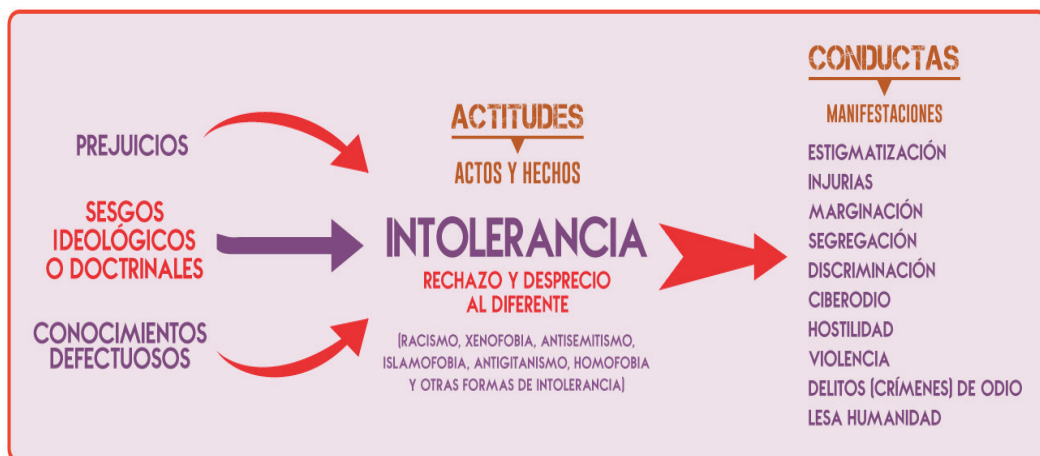 PREJUICIOS
SESGOS
IDEOLÓGICOS
O DOCTRINALES
CONOCIMIENTOS
DEFECTUOSOS
ACTITUDES
ACTOS Y HECHOS
INTOLERANCIA
RECHAZO Y DESPRECIO
AL DIFERENTE
(RACISMO, XENOFOBIA, ANTISEMITISMO,
ISLAMOFOBIA, ANTIGITANISMO, HOMOFOBIA
Y OTRAS FORMAS DE INTOLERANCIA)
CONDUCTAS
MANIFESTACIONES
ESTIGMATIZACIÓN
INJURIAS
MARGINACIÓN
SEGREGACIÓN
DISCRIMINACIÓN
CIBERODIO
HOSTILIDAD
VIOLENCIA
DELITOS (CRÍMENES) DE ODIO
LESA HUMANIDAD